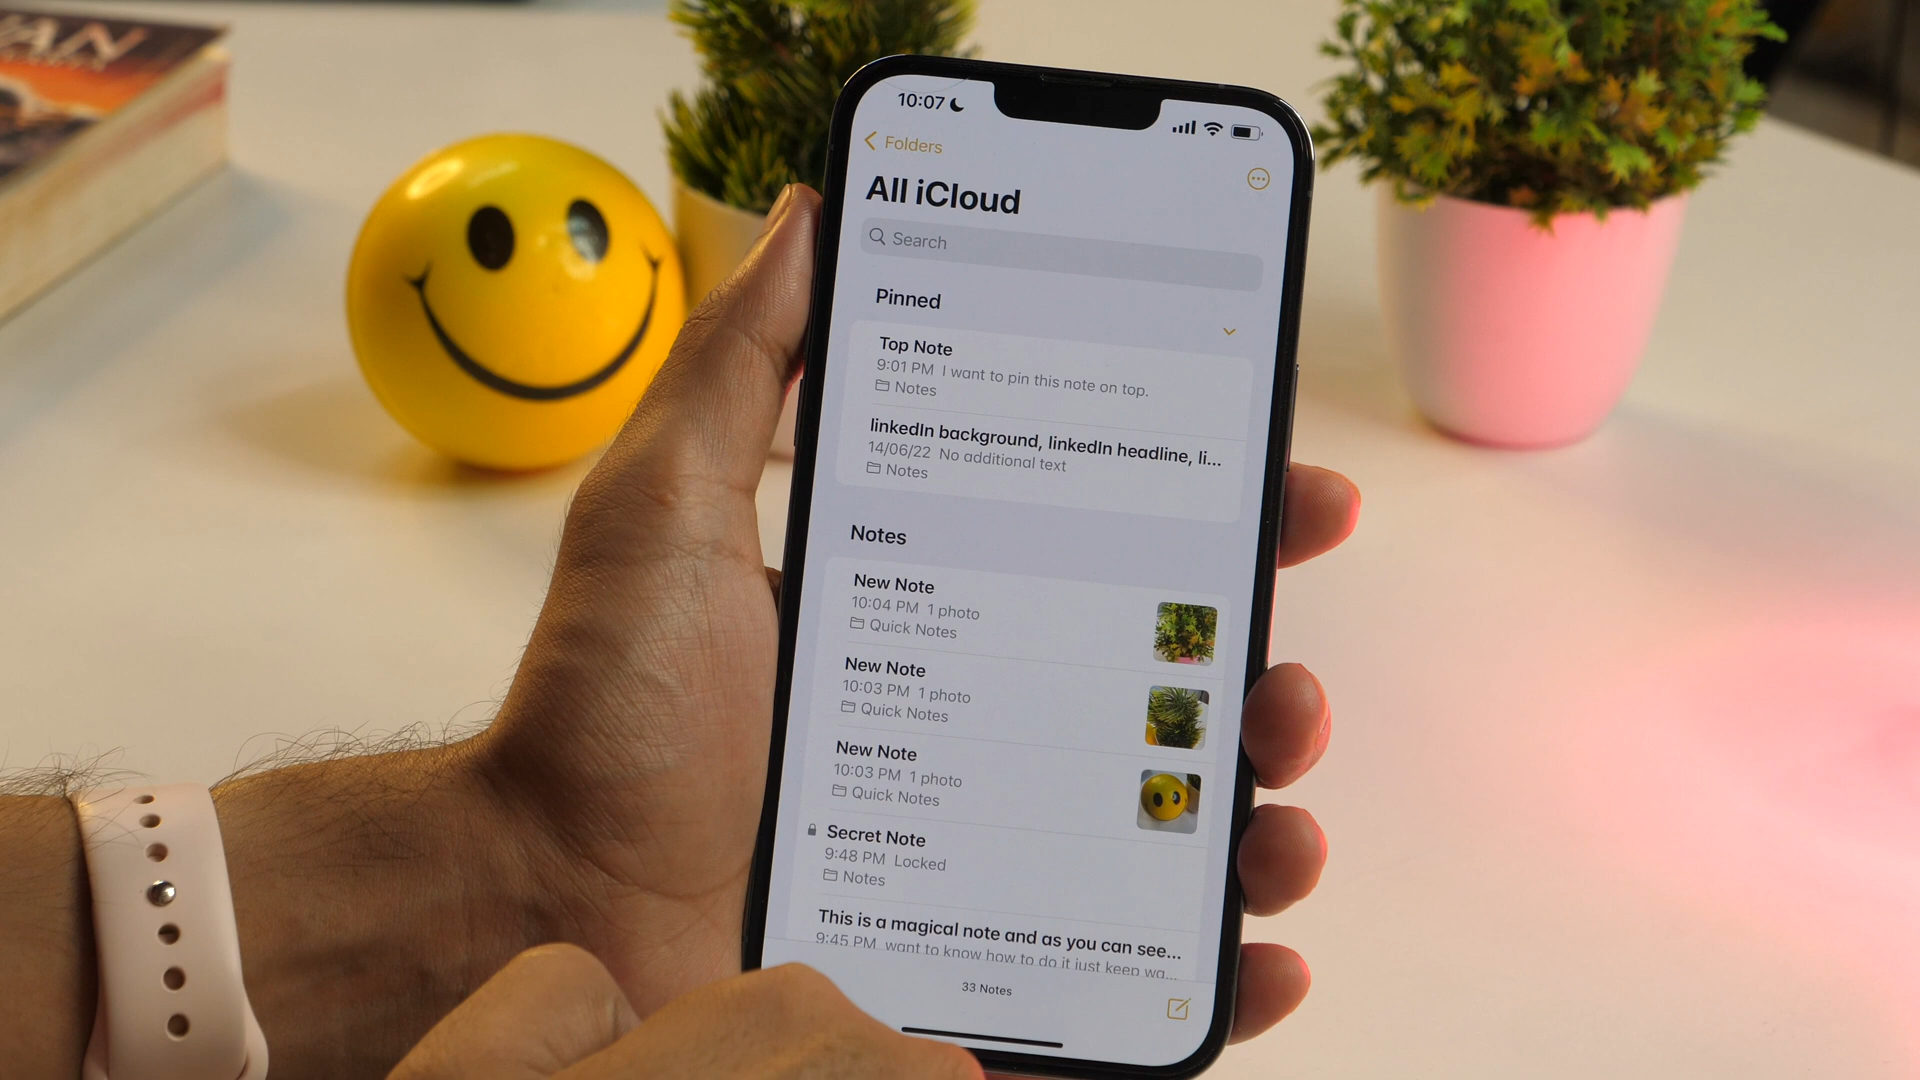 10:07
Folders
All iCloud
Search
Pinned
Top Note
9:01 PM I want to pin this note on top.
Notes
linkedIn background, linkedIn headline, li...
14/06/22 No additional text
Notes
Notes
New Note
10:04 PM 1 photo
Quick Notes
New Note
10:03 PM 1 photo
Quick Notes
New Note
10:03 PM 1 photo
Quick Notes
Secret Note
9:48 PM Locked
Notes
This is a magical note and as you can see...
9:45 PM want to know how to do it just keep wa...
33 Notes